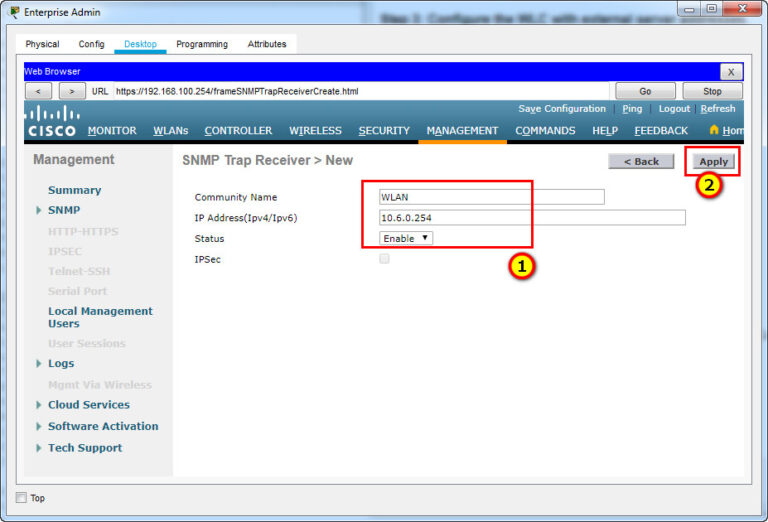 Enterprise Admin
Step 3: Configure the WLC with external server addresses.
Physical Config Desktop Programming Attributes
Web Browser X
< > URL https://192.168.100.254/frameSNMPTrapReceiverCreate.html Go Stop
Save Configuration | Ping | Logout | Refresh
CISCO MONITOR WLANs CONTROLLER WIRELESS SECURITY MANAGEMENT COMMANDS HELP FEEDBACK Hom
Management SNMP Trap Receiver > New < Back Apply
2
Summary
SNMP
HTTP-HTTPS
IPSEC
Telnet-SSH
Serial Port
Local Management
Users
User Sessions
Logs
Mgmt Via Wireless
Cloud Services
Software Activation
Tech Support
Community Name WLAN
IP Address(Ipv4/Ipv6) 10.6.0.254
Status Enable
IPSec
1
Top